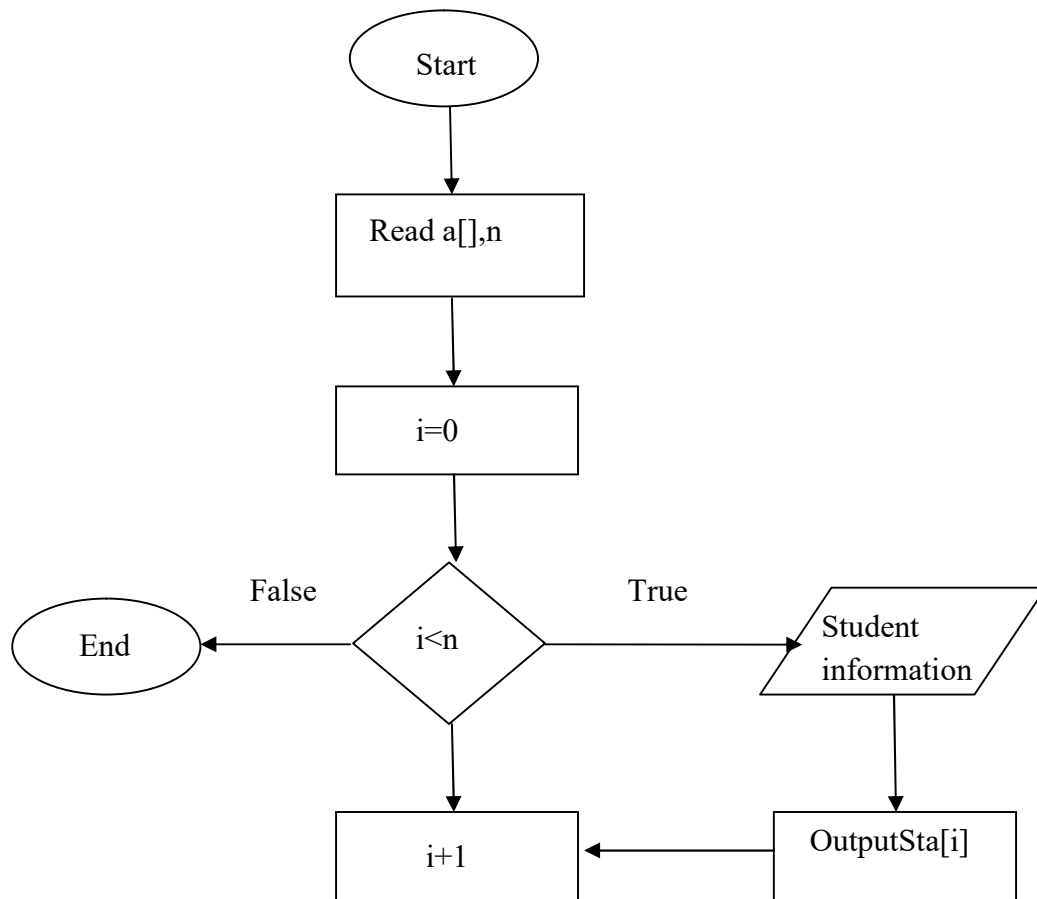 Start
Read a[],n
i=0
False
True
End
i<n
Student
information
i+1
OutputSta[i]